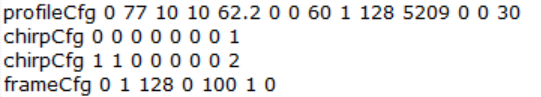 profileCfg 0 77 10 10 62.2 0 0 60 1 128 5209 0 0 30
chirpCfg 0 0 0 0 0 0 0 1
chirpCfg 1 1 0 0 0 0 0 2
frameCfg 0 1 128 0 100 1 0